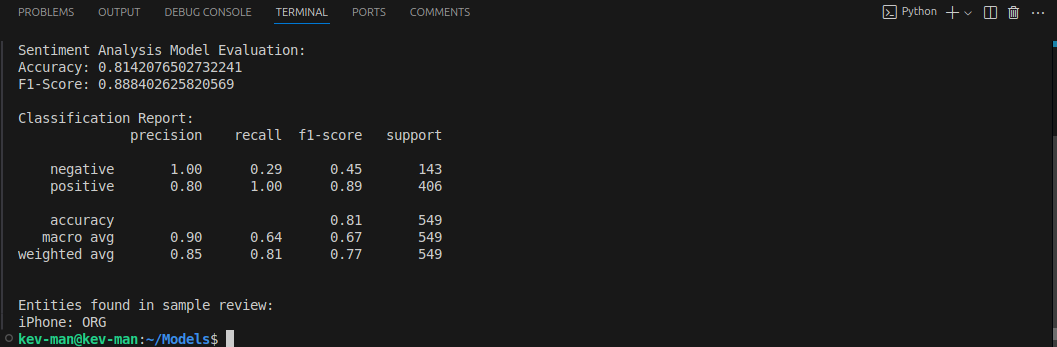 PROBLEMS OUTPUT DEBUG CONSOLE TERMINAL PORTS COMMENTS Python
Sentiment Analysis Model Evaluation:
Accuracy: 0.8142076502732241
F1-Score: 0.888402625820569
Classification Report:
precision recall f1-score support
negative 1.00 0.29 0.45 143
positive 0.80 1.00 0.89 406
accuracy 0.81 549
macro avg 0.90 0.64 0.67 549
weighted avg 0.85 0.81 0.77 549
Entities found in sample review:
iPhone: ORG
kev-man@kev-man:~/Models$